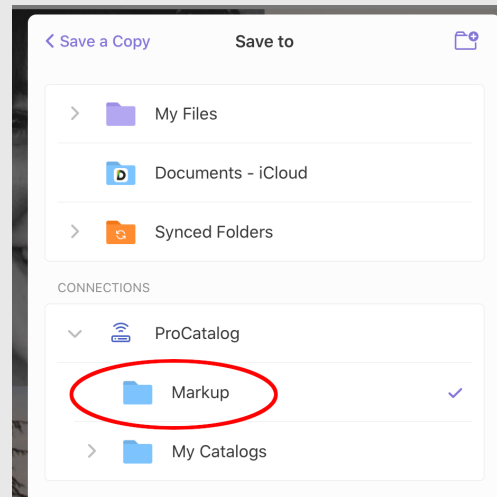 Save a Copy Save to
My Files
D
Documents - iCloud
Synced Folders
CONNECTIONS
ProCatalog
Markup
My Catalogs